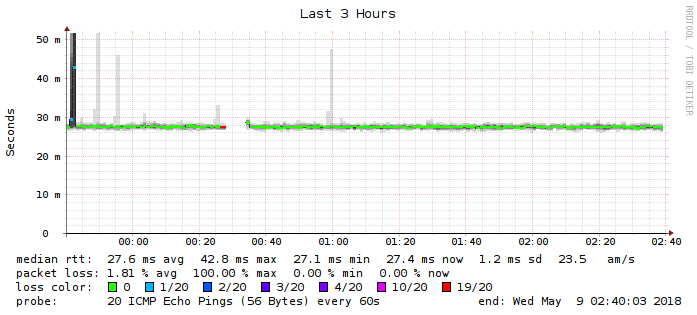 Last 3 Hours
RRDTOOL / TOBI OETIKER
Seconds
50 m
40 m
30 m
20 m
10 m
0
00:00 00:20 00:40 01:00 01:20 01:40 02:00 02:20 02:40
median rtt: 27.6 ms avg 42.8 ms max 27.1 ms min 27.4 ms now 1.2 ms sd 23.5 am/s
packet loss: 1.81 % avg 100.00 % max 0.00 % min 0.00 % now
loss color: 0 1/20 2/20 3/20 4/20 10/20 19/20
probe: 20 ICMP Echo Pings (56 Bytes) every 60s end: Wed May 9 02:40:03 2018